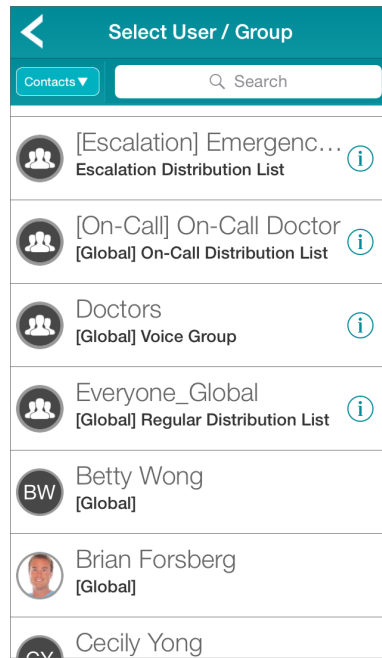 Select User / Group
Contacts▼
Search
[Escalation] Emergenc...
Escalation Distribution List
i
[On-Call] On-Call Doctor
[Global] On-Call Distribution List
i
Doctors
[Global] Voice Group
i
Everyone_Global
[Global] Regular Distribution List
i
BW
Betty Wong
[Global]
Brian Forsberg
[Global]
CY
Cecily Yong